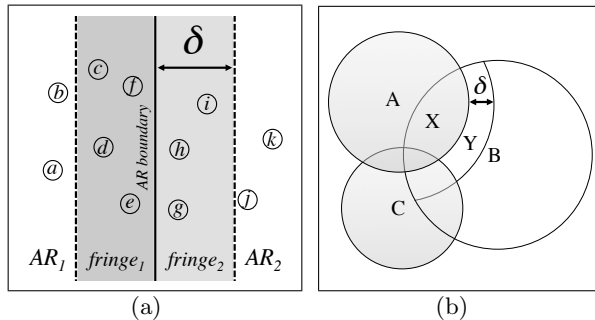 δ
c
f
b
i
AR boundary
k
d
h
a
e
g
j
AR1 fringe1 fringe2 AR2
(a)
A
δ
X
Y
B
C
(b)